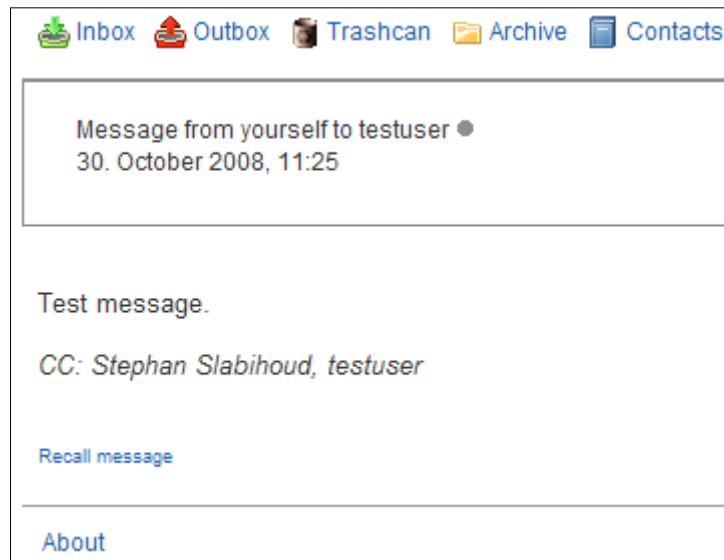 Inbox Outbox Trashcan Archive Contacts
Message from yourself to testuser
30. October 2008, 11:25
Test message.
CC: Stephan Slabihoud, testuser
Recall message
About